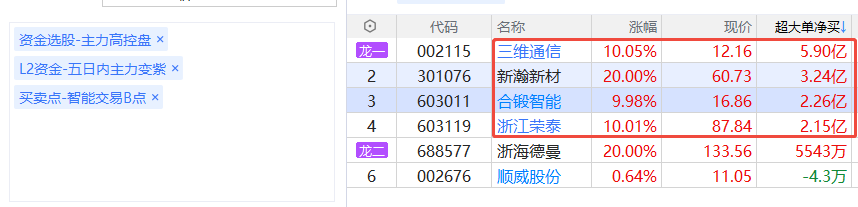 资金选股-主力高控盘 ×
L2资金-五日内主力变紫 ×
买卖点-智能交易B点 ×
代码 名称 涨幅 现价 超大单净买↓
龙一 002115 三维通信 10.05% 12.16 5.90亿
2 301076 新瀚新材 20.00% 60.73 3.24亿
3 603011 合锻智能 9.98% 16.86 2.26亿
4 603119 浙江荣泰 10.01% 87.84 2.15亿
龙二 688577 浙海德曼 20.00% 133.56 5543万
6 002676 顺威股份 0.64% 11.05 -4.3万